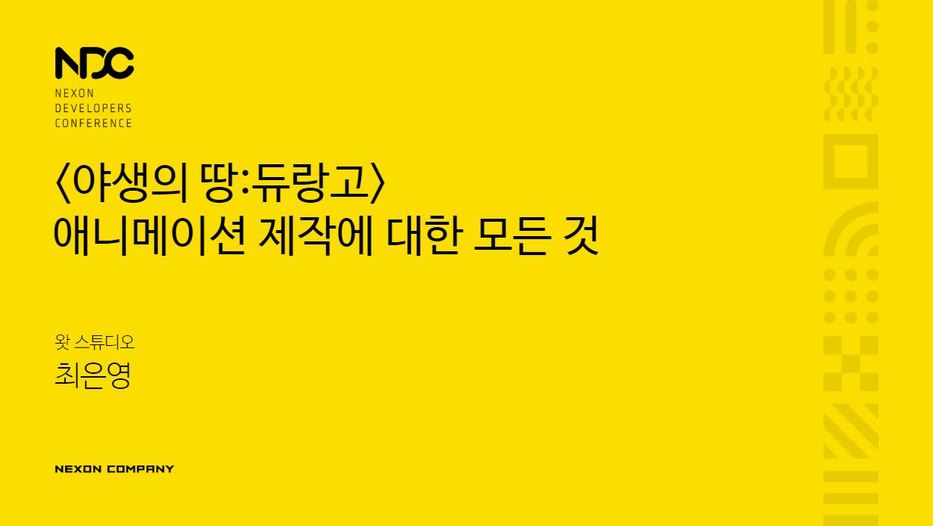 NDC
NEXON
DEVELOPERS
CONFERENCE
〈야생의 땅:듀랑고〉
애니메이션 제작에 대한 모든 것
왓 스튜디오
최은영
NEXON COMPANY